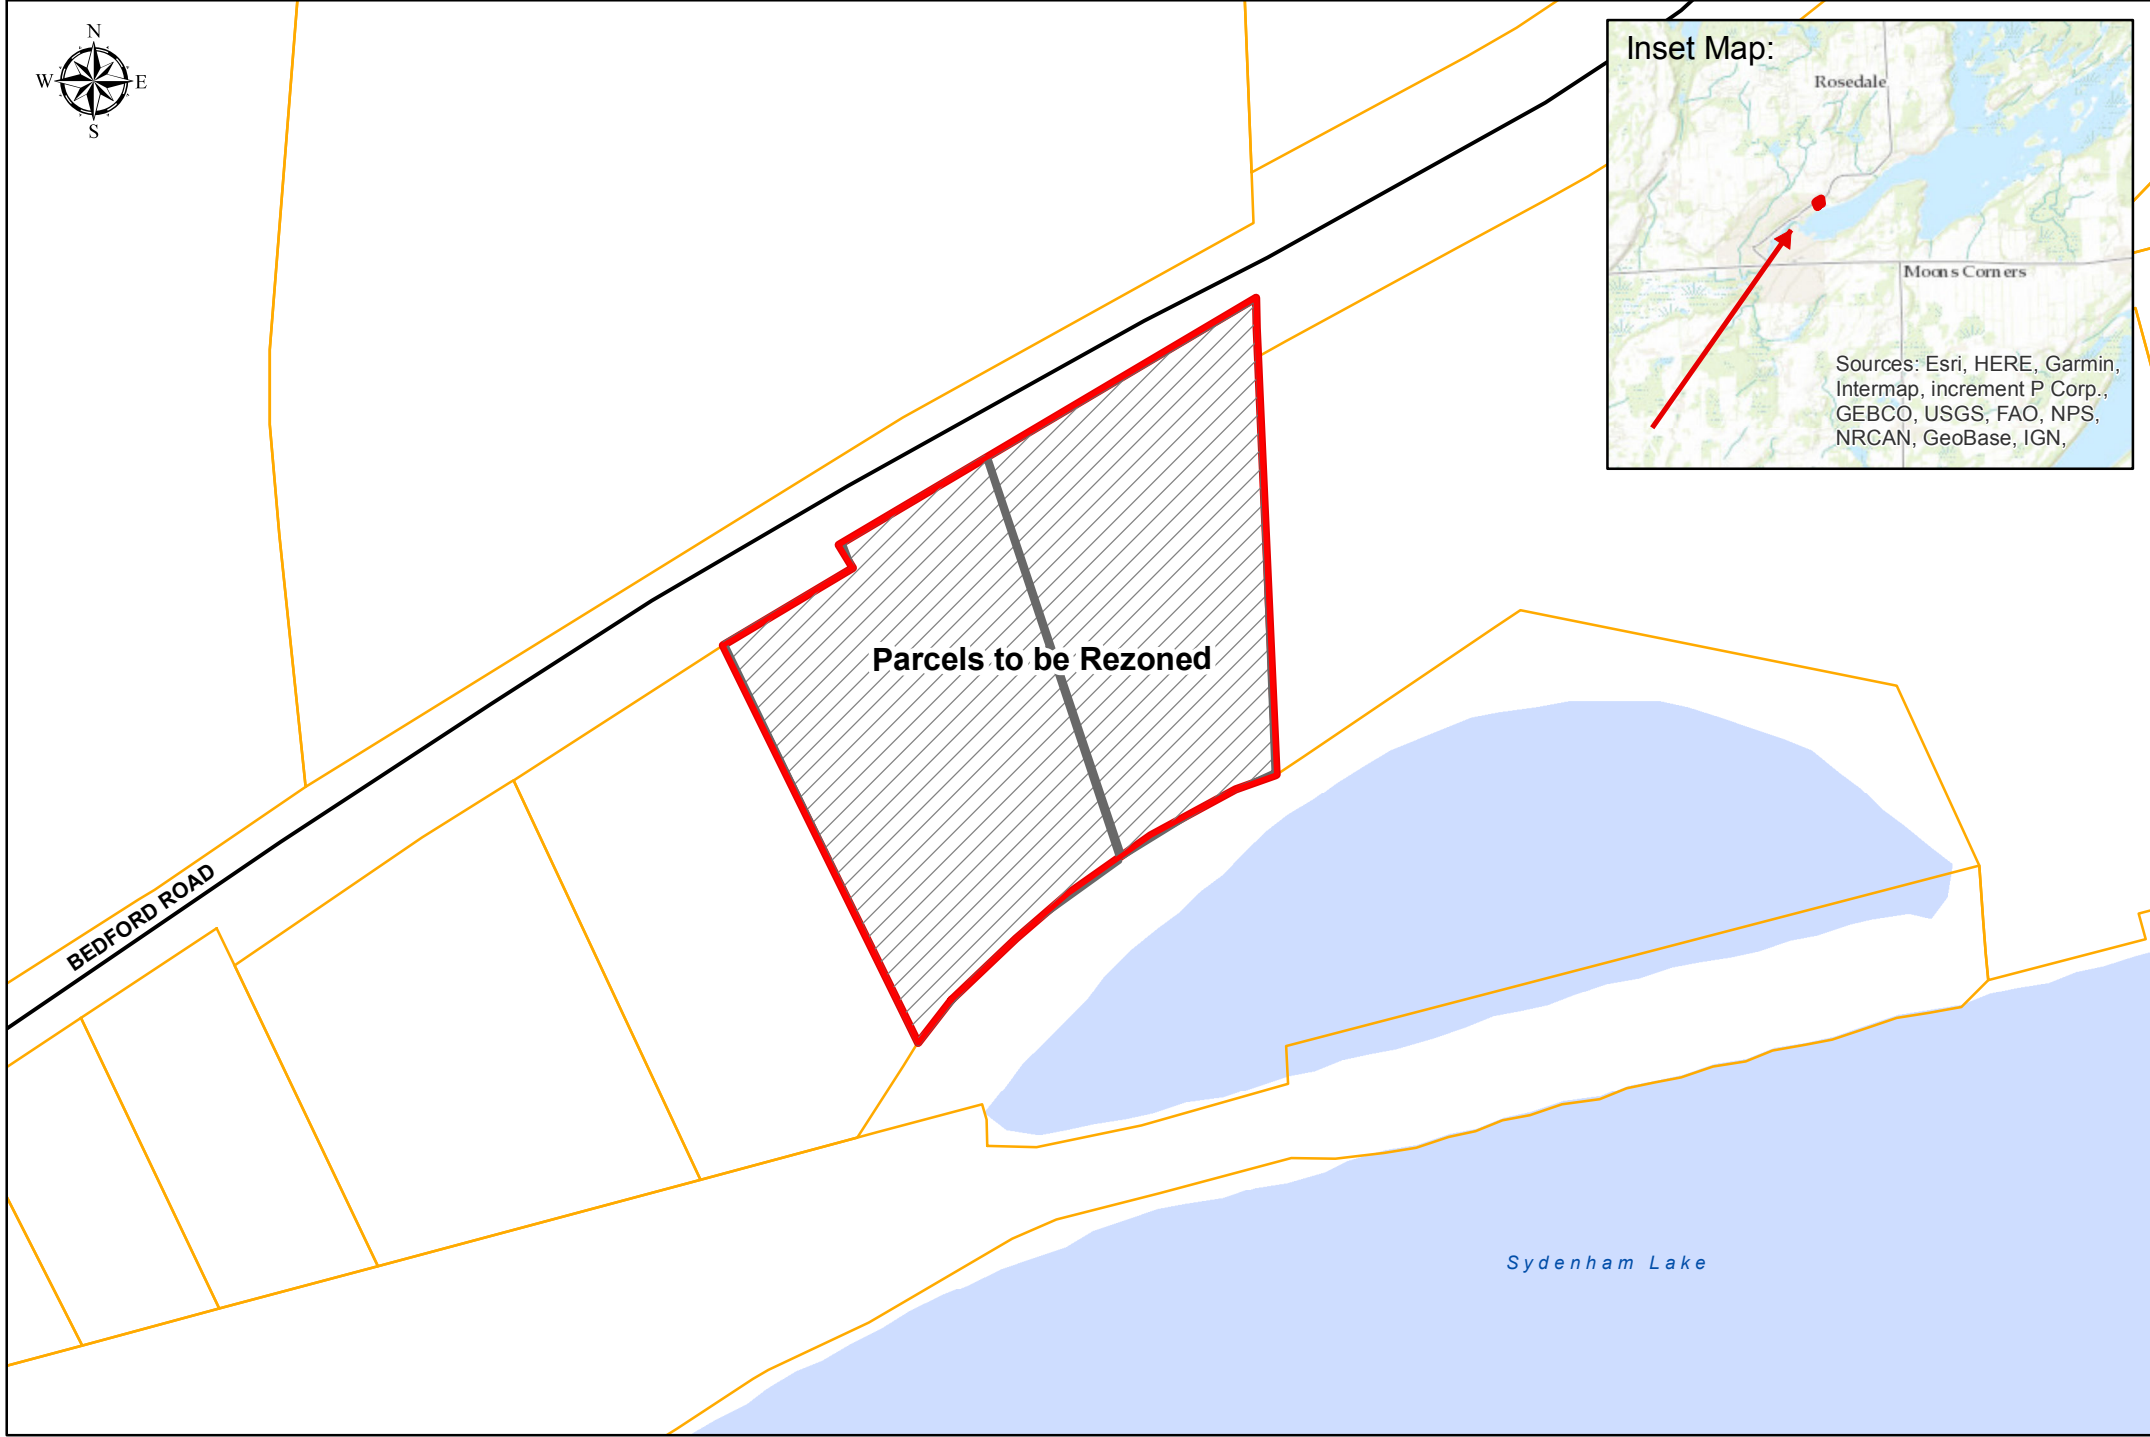 N
W E
S
Inset Map:
Rosedale
Moons Corners
Sources: Esri, HERE, Garmin,
Intermap, increment P Corp.,
GEBCO, USGS, FAO, NPS,
NRCAN, GeoBase, IGN,
Parcels to be Rezoned
BEDFORD ROAD
Sydenham Lake